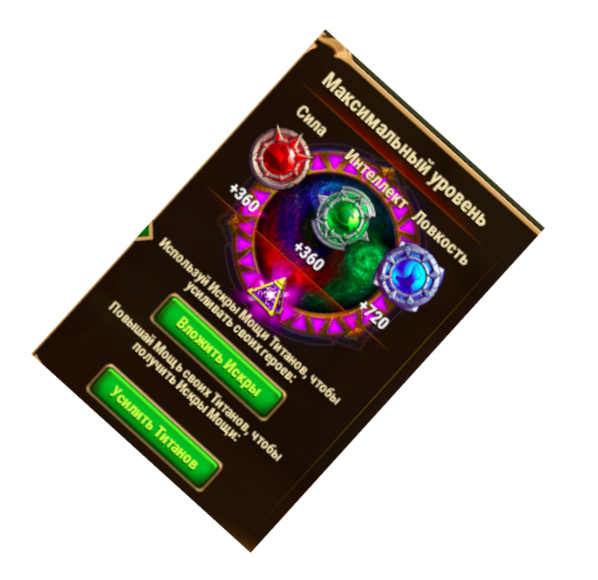 Максимальный уровень
Сила
Интеллект
Ловкость
+360
+360
+720
Используй Искры Мощи Титанов, чтобы
усиливать своих героев:
Вложить Искры
Повышай Мощь своих Титанов, чтобы
получить Искры Мощи:
Усилить Титанов